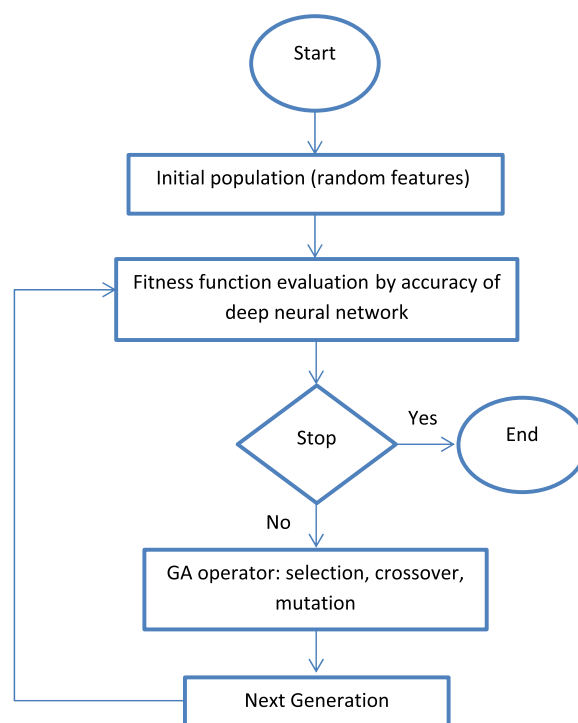 Start
Initial population (random features)
Fitness function evaluation by accuracy of
deep neural network
Stop
Yes
End
No
GA operator: selection, crossover,
mutation
Next Generation